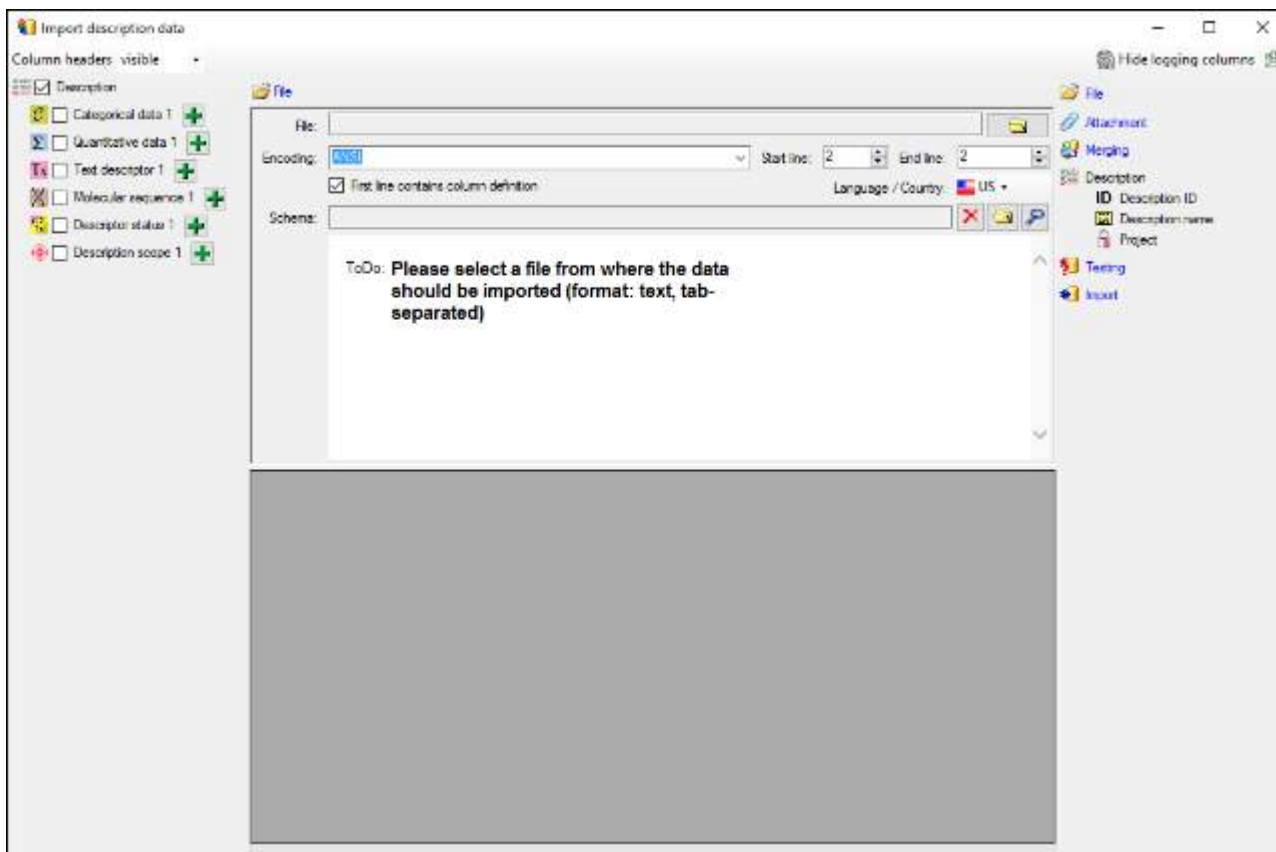 Import description data
Column headers visible
Hide logging columns
Description
Categorical data 1
Quantitative data 1
Text descriptor 1
Molecular sequence 1
Descriptor status 1
Description scope 1
File
File:
Encoding: ANSI
Start line: 2 End line: 2
First line contains column definition
Language / Country: US
Schema:
ToDo: Please select a file from where the data
should be imported (format: text, tab-
separated)
File
Attachment
Merging
Description
ID Description ID
Description name
Project
Testing
Import